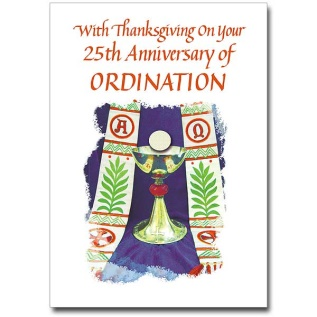 With Thanksgiving On Your
25th Anniversary of
ORDINATION
Α Ω